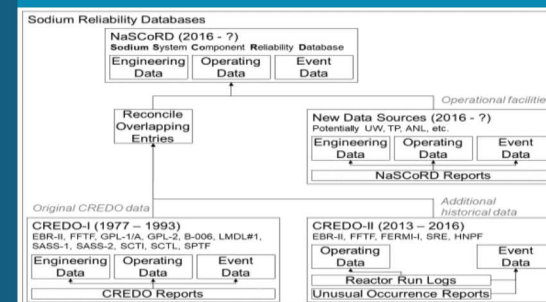 Sodium Reliability Databases
NaSCoRD (2016 - ?)
Sodium System Component Reliability Database
Engineering Data
Operating Data
Event Data
Reconcile
Overlapping
Entries
Operational facilities
New Data Sources (2016 - ?)
Potentially UW, TP, ANL, etc.
Engineering Data
Operating Data
Event Data
NaSCoRD Reports
Original CREDO data
CREDO-I (1977 – 1993)
EBR-II, FFTF, GPL-1/A, GPL-2, B-006, LMDL#1,
SASS-1, SASS-2, SCTI, SCTL, SPTF
Engineering Data
Operating Data
Event Data
CREDO Reports
Additional
historical data
CREDO-II (2013 – 2016)
EBR-II, FFTF, FERMI-I, SRE, HNPF
Operating Data
Event Data
Reactor Run Logs
Unusual Occurrence Reports